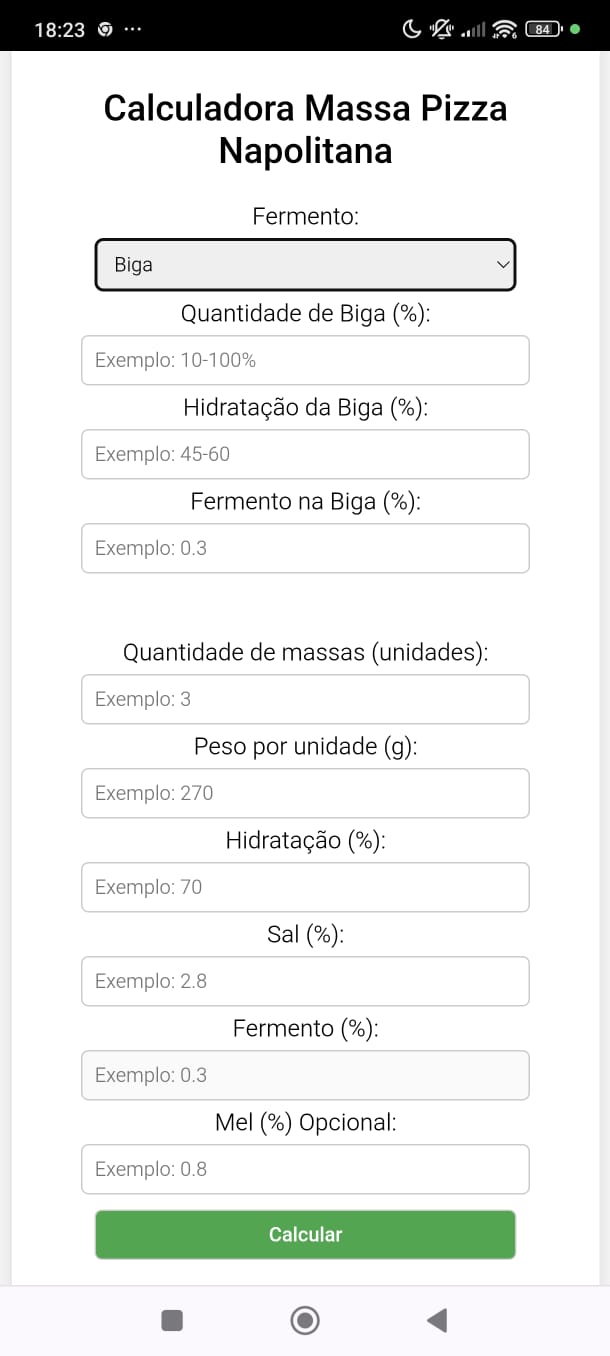 18:23
84
Calculadora Massa Pizza
Napolitana
Fermento:
Biga
Quantidade de Biga (%):
Exemplo: 10-100%
Hidratação da Biga (%):
Exemplo: 45-60
Fermento na Biga (%):
Exemplo: 0.3
Quantidade de massas (unidades):
Exemplo: 3
Peso por unidade (g):
Exemplo: 270
Hidratação (%):
Exemplo: 70
Sal (%):
Exemplo: 2.8
Fermento (%):
Exemplo: 0.3
Mel (%) Opcional:
Exemplo: 0.8
Calcular